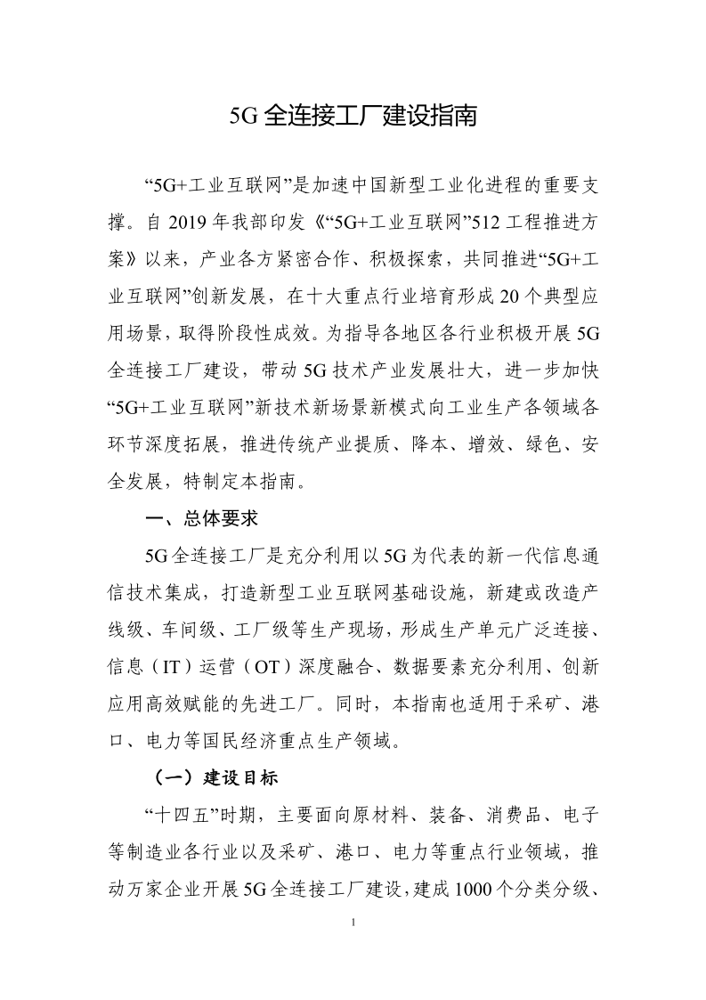 5G 全连接工厂建设指南
“5G+工业互联网”是加速中国新型工业化进程的重要支
撑。自 2019 年我部印发《“5G+工业互联网”512 工程推进方
案》以来，产业各方紧密合作、积极探索，共同推进“5G+工
业互联网”创新发展，在十大重点行业培育形成 20 个典型应
用场景，取得阶段性成效。为指导各地区各行业积极开展 5G
全连接工厂建设，带动 5G 技术产业发展壮大，进一步加快
“5G+工业互联网”新技术新场景新模式向工业生产各领域各
环节深度拓展，推进传统产业提质、降本、增效、绿色、安
全发展，特制定本指南。
一、总体要求
5G 全连接工厂是充分利用以 5G 为代表的新一代信息通
信技术集成，打造新型工业互联网基础设施，新建或改造产
线级、车间级、工厂级等生产现场，形成生产单元广泛连接、
信息（IT）运营（OT）深度融合、数据要素充分利用、创新
应用高效赋能的先进工厂。同时，本指南也适用于采矿、港
口、电力等国民经济重点生产领域。
（一）建设目标
“十四五”时期，主要面向原材料、装备、消费品、电子
等制造业各行业以及采矿、港口、电力等重点行业领域，推
动万家企业开展 5G 全连接工厂建设，建成 1000 个分类分级、
1